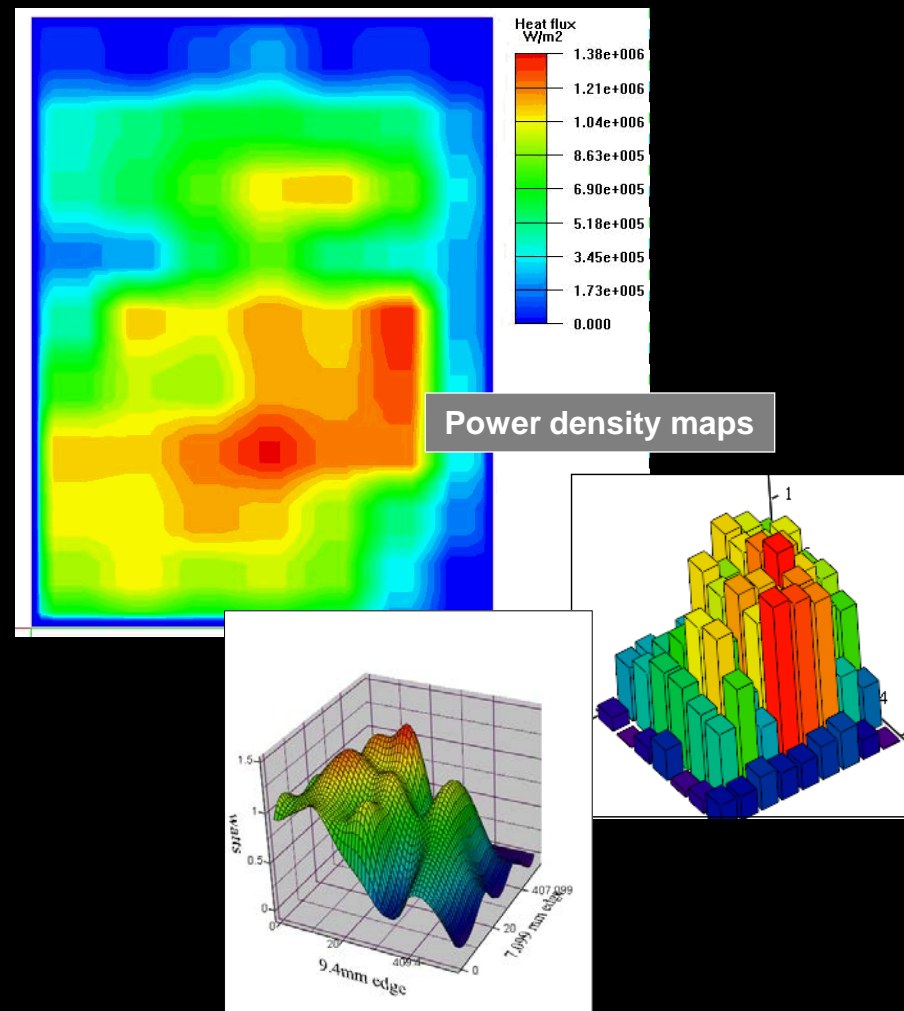 Heat flux
W/m2
1.38e+006
1.21e+006
1.04e+006
8.63e+005
6.90e+005
5.18e+005
3.45e+005
1.73e+005
0.000
Power density maps
1
4
1.5
1
0.5
0
watts
0
20
409.4
9.4mm edge
0
20
407.099
7.099 mm edge